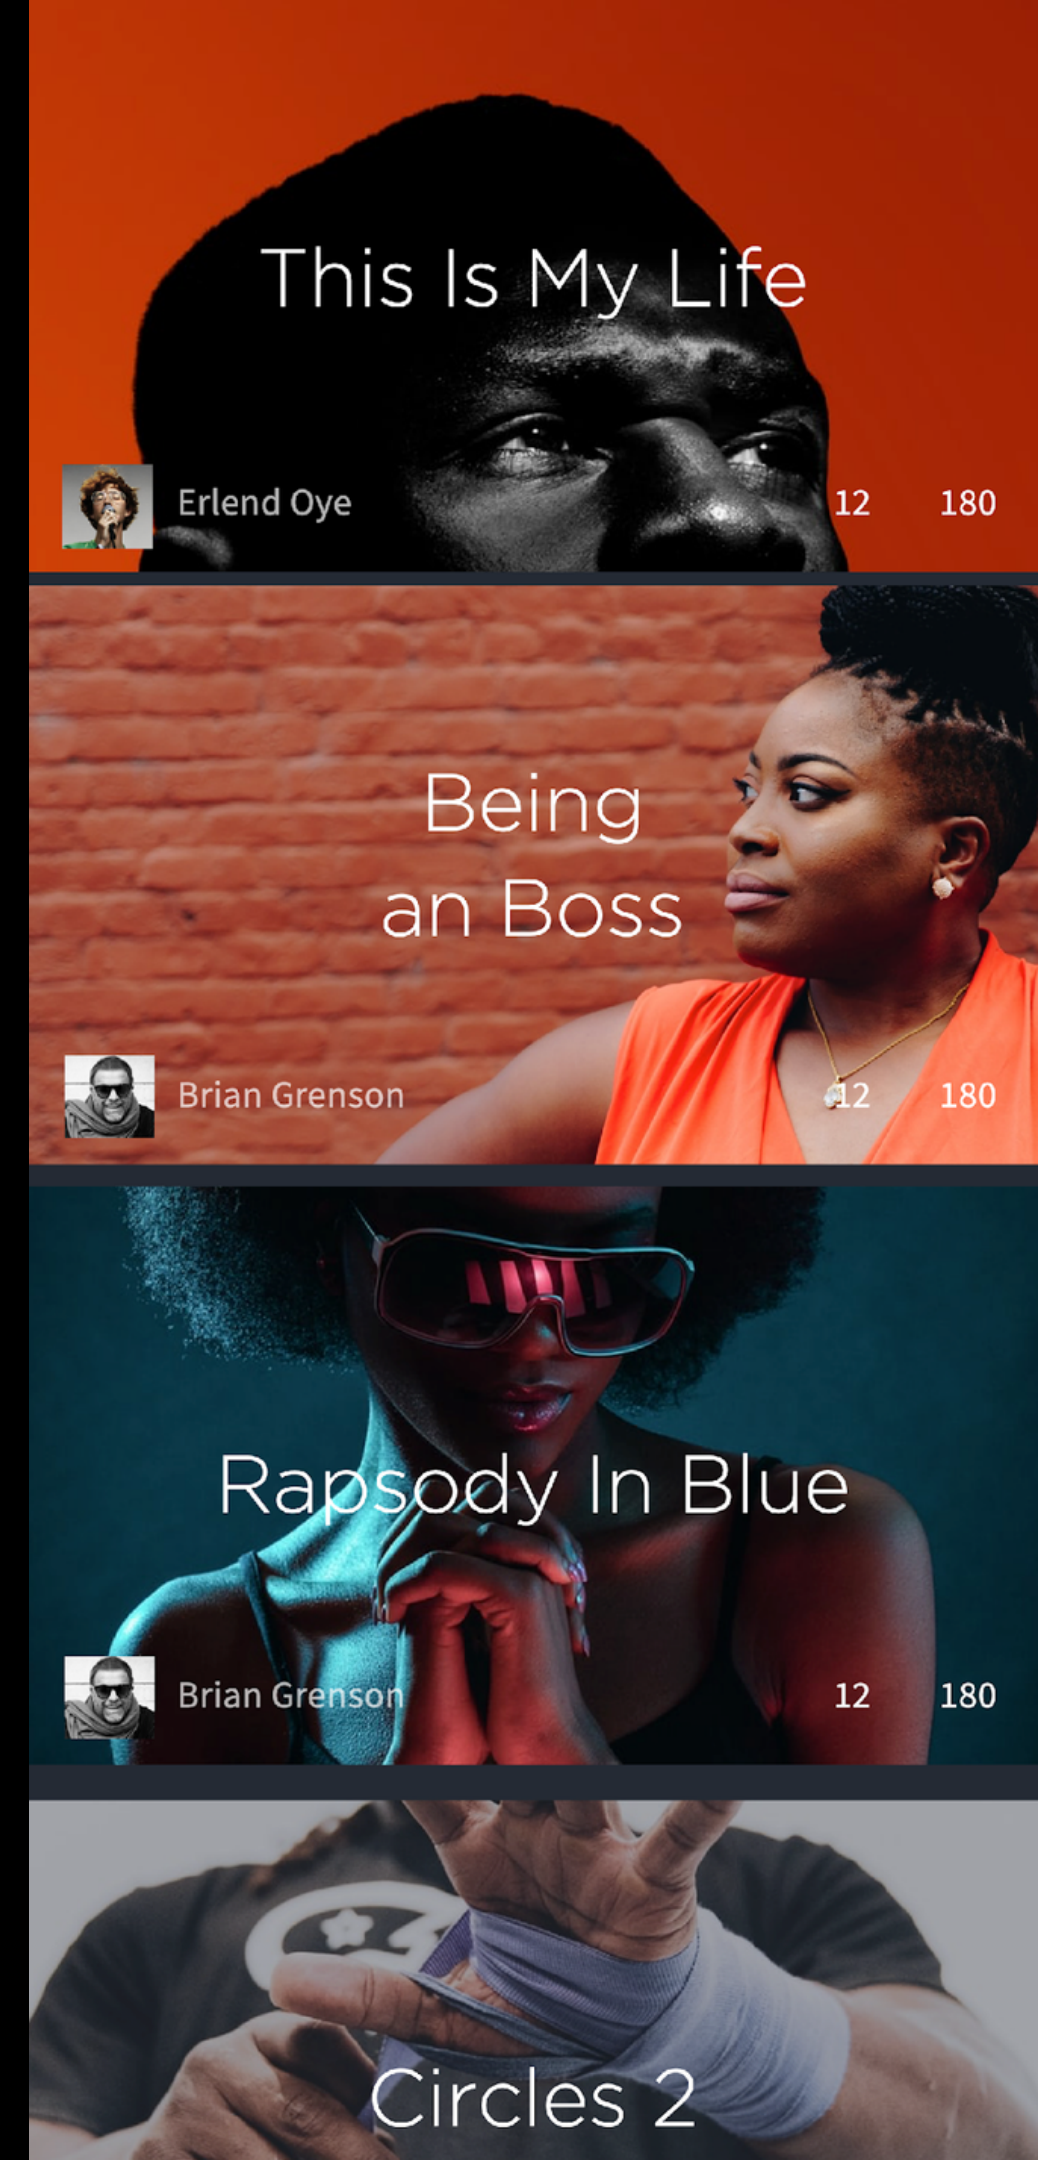 This Is My Life
Erlend Oye 12 180
Being
an Boss
Brian Grenson 12 180
Rapsody In Blue
Brian Grenson 12 180
Circles 2